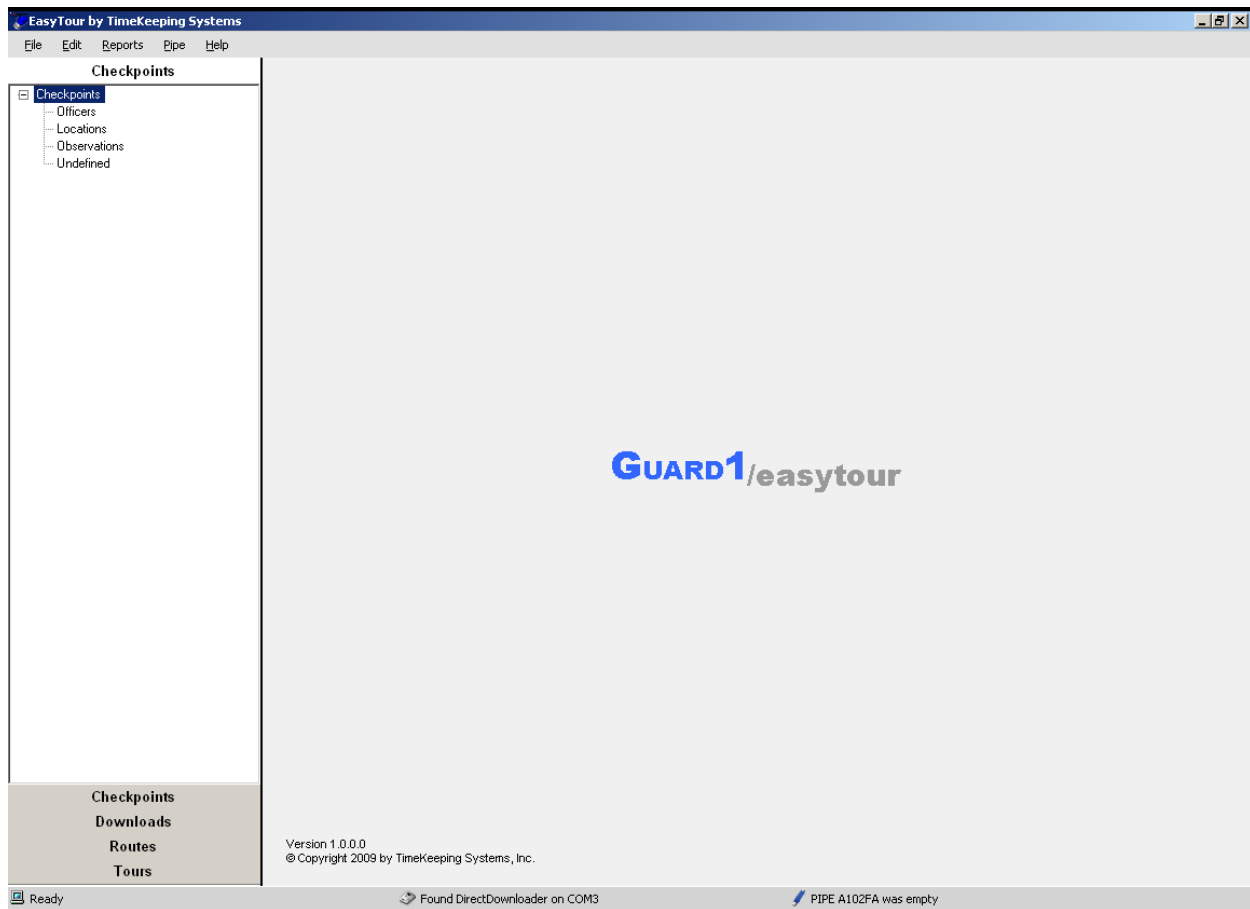 EasyTour by TimeKeeping Systems
File Edit Reports Pipe Help
Checkpoints
Checkpoints
Officers
Locations
Observations
Undefined
GUARD1/easytour
Checkpoints
Downloads
Routes
Tours
Version 1.0.0.0
© Copyright 2009 by TimeKeeping Systems, Inc.
Ready Found DirectDownloader on COM3 PIPE A102FA was empty